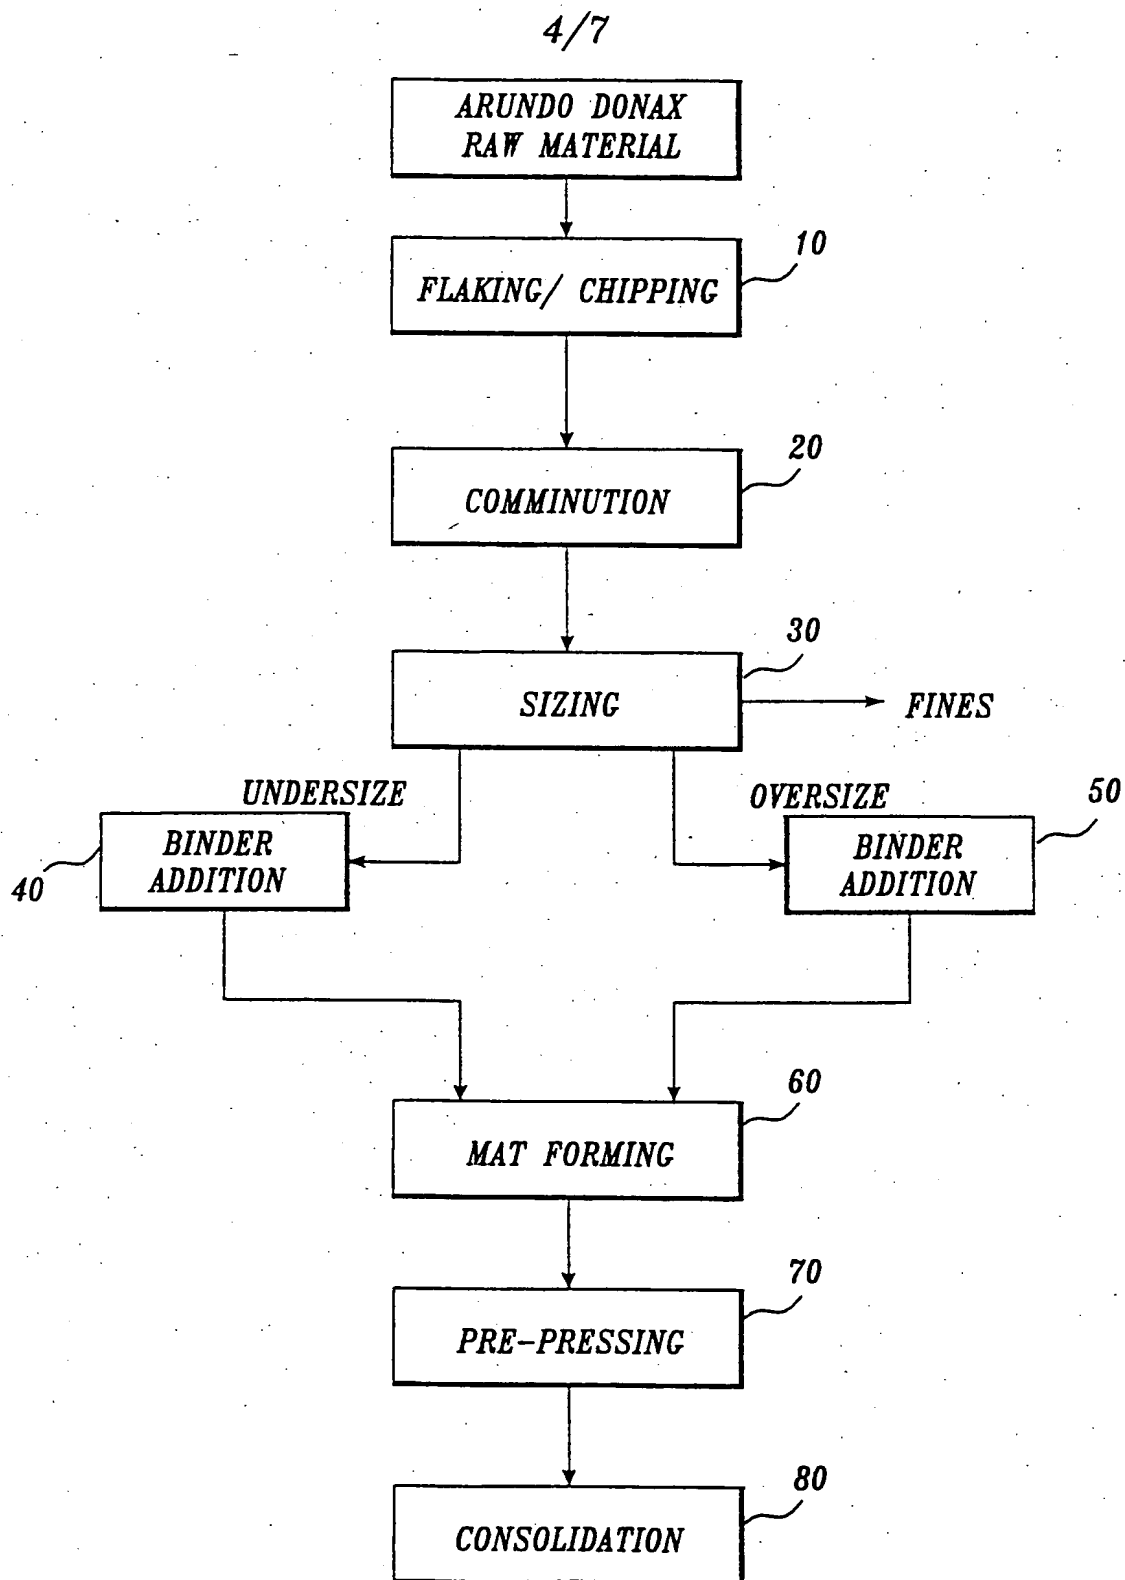 4/7
ARUNDO DONAX
RAW MATERIAL
10
FLAKING/ CHIPPING
20
COMMINUTION
30
SIZING
FINES
UNDERSIZE
OVERSIZE
50
BINDER
ADDITION
40
BINDER
ADDITION
60
MAT FORMING
70
PRE-PRESSING
80
CONSOLIDATION